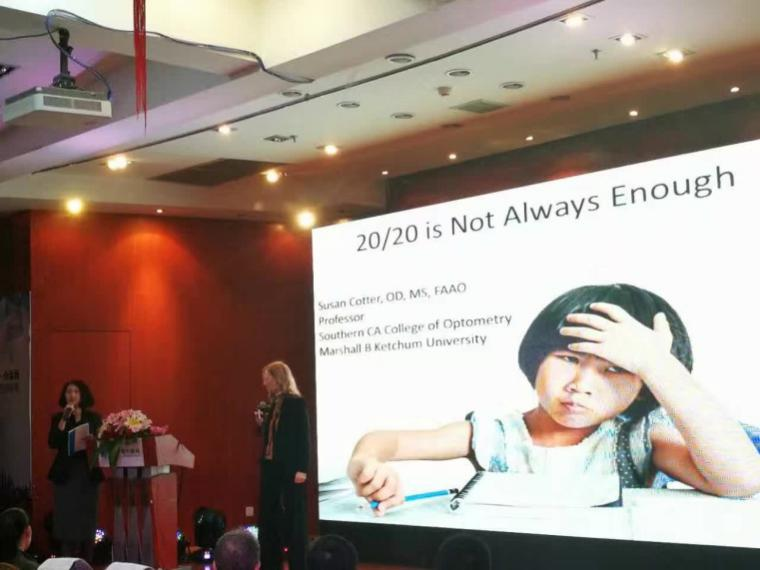 20/20 is Not Always Enough
Susan Cotter, OD, MS, FAAO
Professor
Southern CA College of Optometry
Marshall B Ketchum University